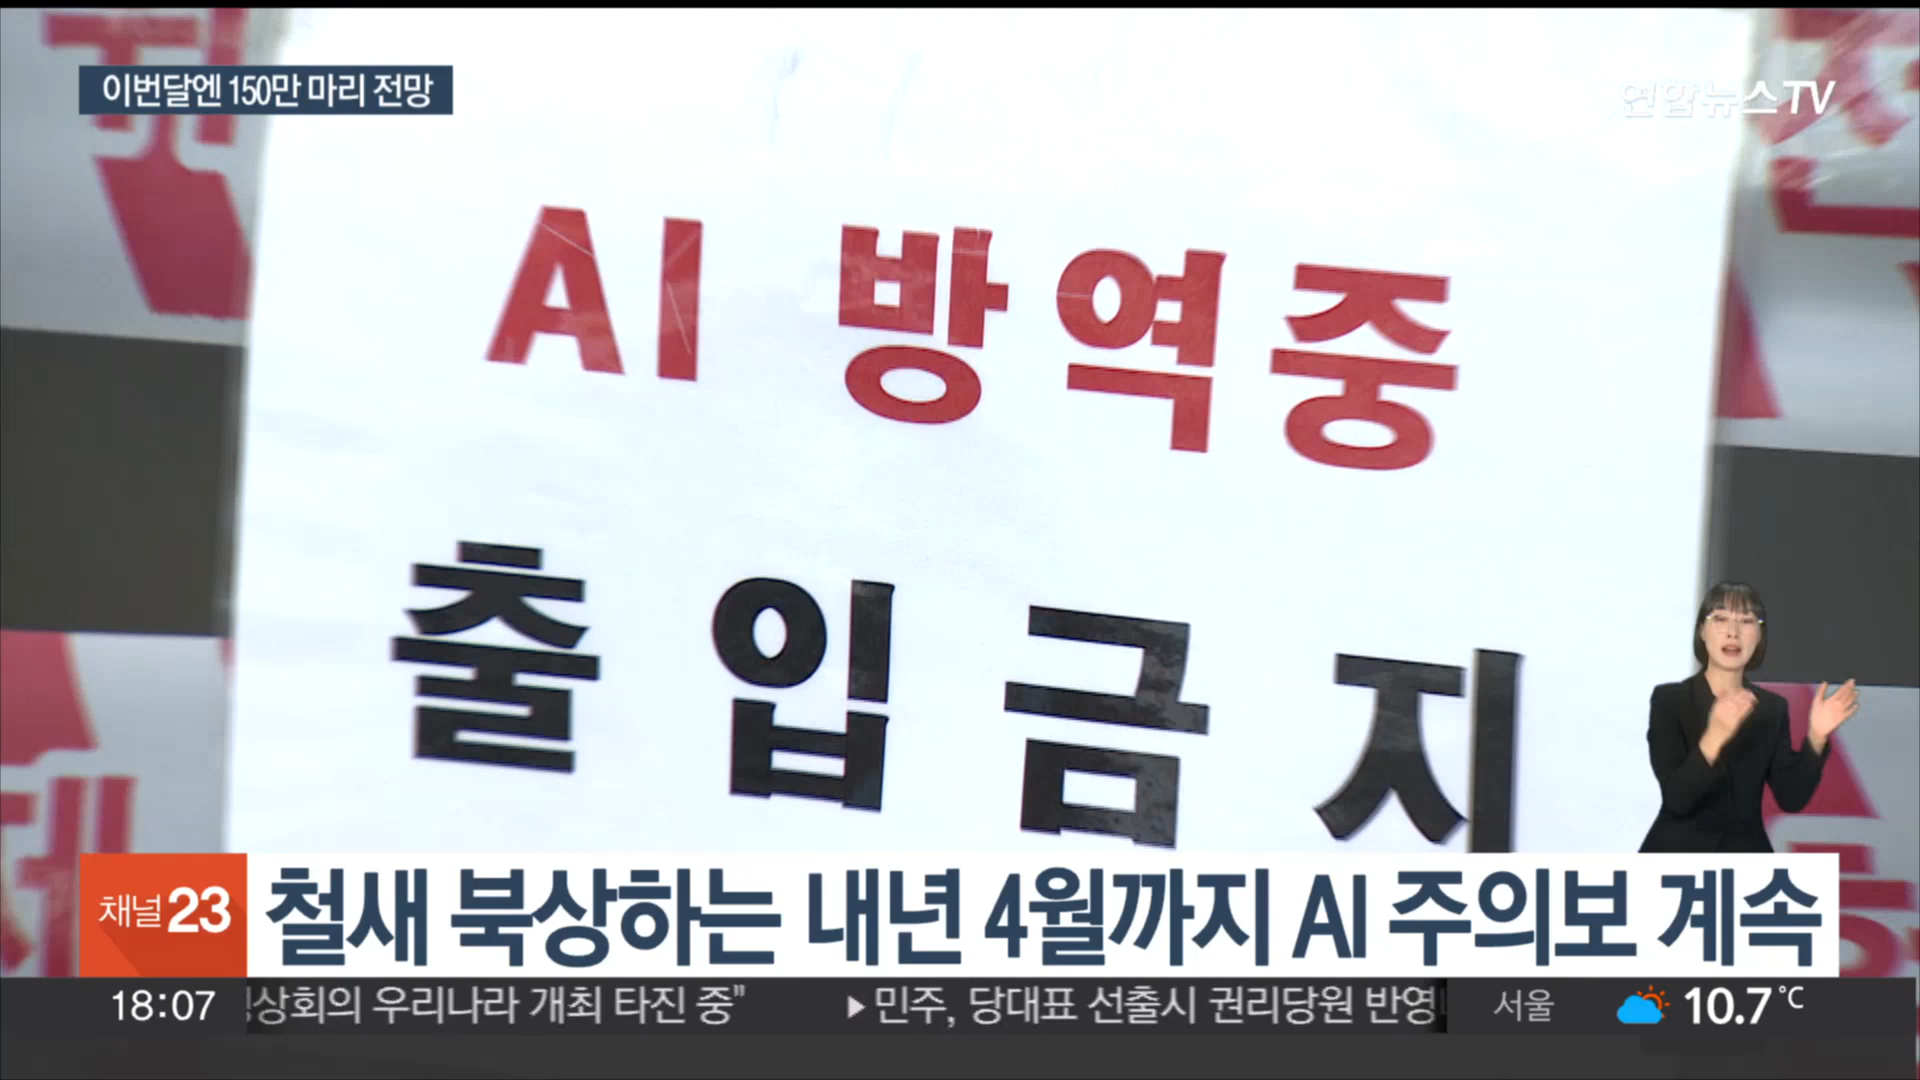 이번달엔 150만 마리 전망
연합뉴스TV
AI 방역중
출입금지
채널 23
철새 북상하는 내년 4월까지 AI 주의보 계속
18:07
상회의 우리나라 개최 타진 중”
▶민주, 당대표 선출시 권리당원 반영
서울
10.7℃